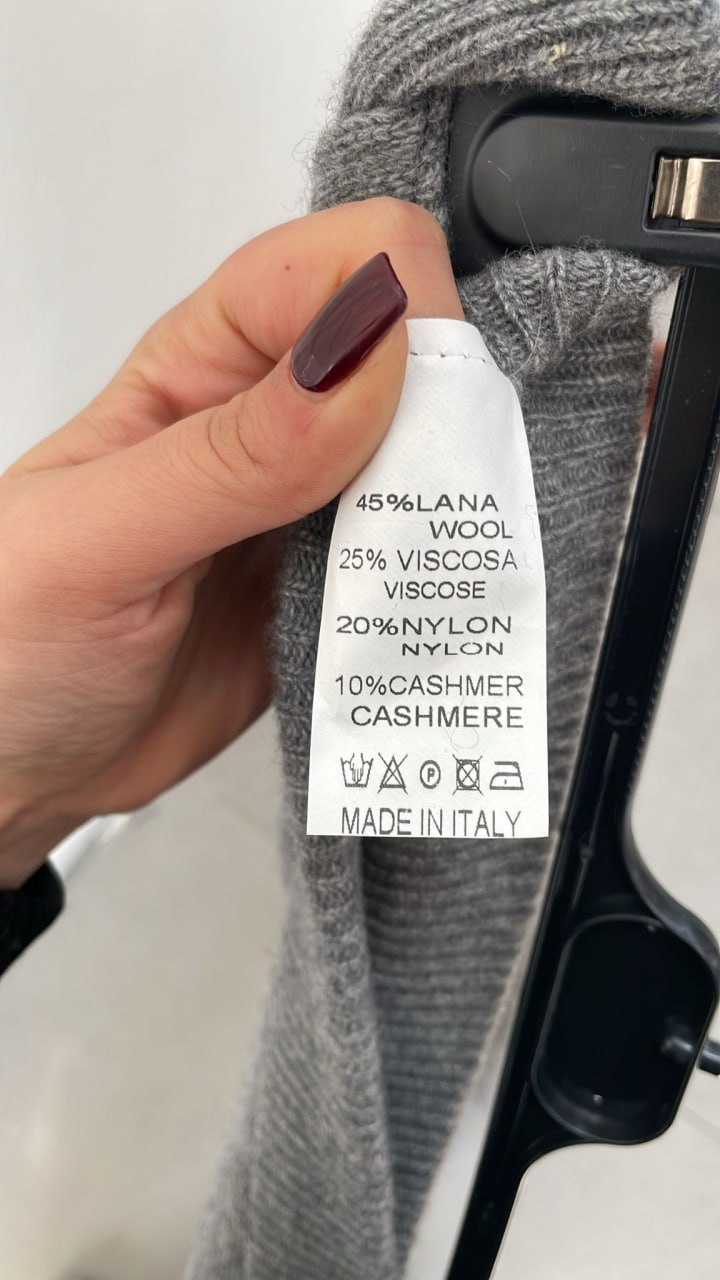 45%LANA
WOOL
25% VISCOSA
VISCOSE
20%NYLON
NYLON
10%CASHMER
CASHMERE
P
MADE IN ITALY